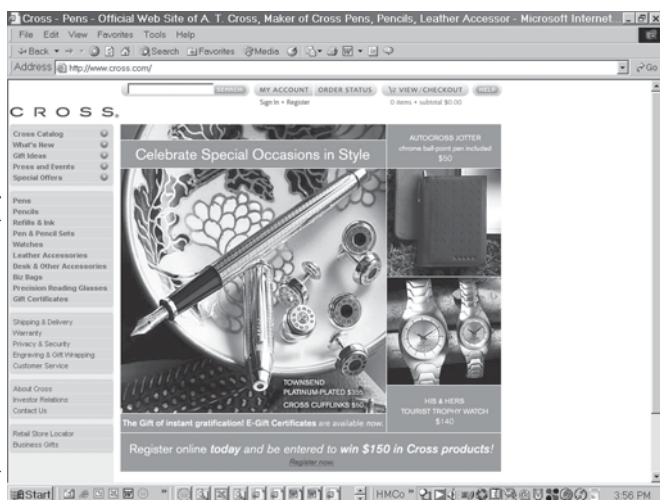 Cross - Pens - Official Web Site of A. T. Cross, Maker of Cross Pens, Pencils, Leather Accessor - Microsoft Internet...
File Edit View Favorites Tools Help
Back Search Favorites Media
Address http://www.cross.com/ Go
SEARCH MY ACCOUNT ORDER STATUS VIEW/CHECKOUT HELP
Sign In • Register 0 items • subtotal $0.00
CROSS®
Cross Catalog
What's New
Gift Ideas
Press and Events
Special Offers
Pens
Pencils
Refills & Ink
Pen & Pencil Sets
Watches
Leather Accessories
Desk & Other Accessories
Biz Bags
Precision Reading Glasses
Gift Certificates
Shipping & Delivery
Warranty
Privacy & Security
Engraving & Gift Wrapping
Customer Service
About Cross
Investor Relations
Contact Us
Retail Store Locator
Business Gifts
Celebrate Special Occasions in Style
AUTOCROSS JOTTER
chrome ball-point pen included
$50
TOWNSEND
PLATINUM-PLATED $355
CROSS CUFFLINKS $50
HIS & HERS
TOURIST TROPHY WATCH
$140
The Gift of instant gratification! E-Gift Certificates are available now.
Register online today and be entered to win $150 in Cross products!
Register now.
Start HMCo 3:56 PM